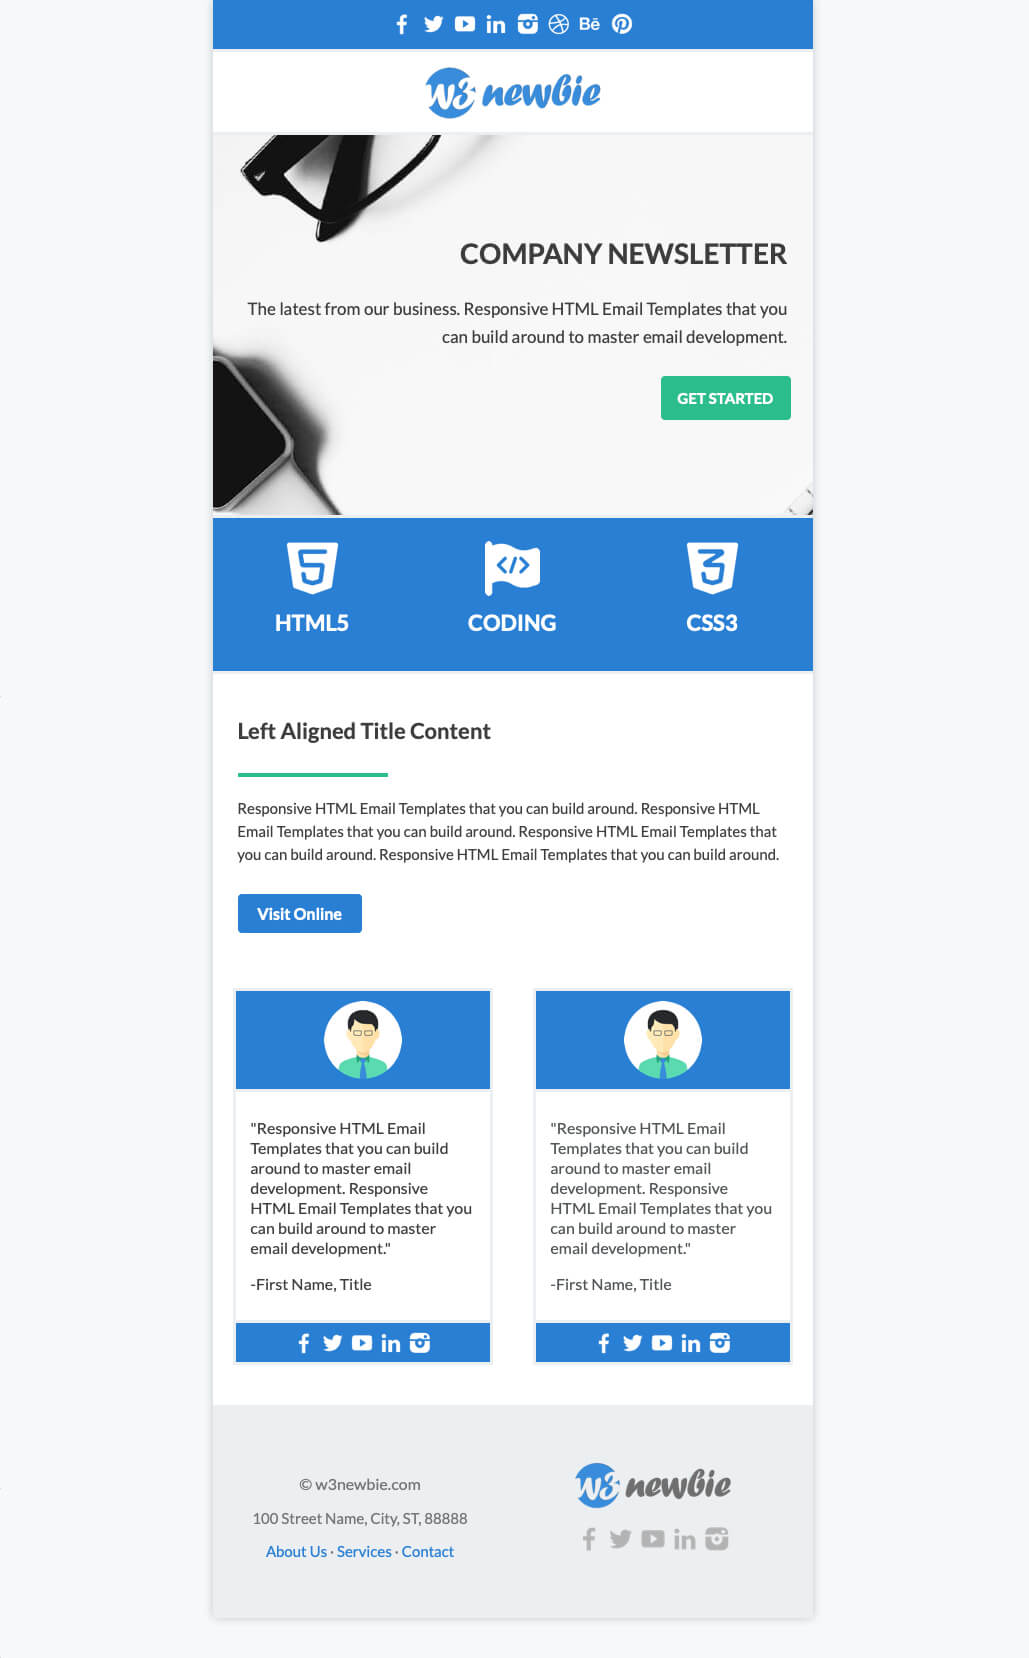 Bē
w3 newbie
COMPANY NEWSLETTER
The latest from our business. Responsive HTML Email Templates that you
can build around to master email development.
GET STARTED
5
3
HTML5
CODING
CSS3
Left Aligned Title Content
Responsive HTML Email Templates that you can build around. Responsive HTML
Email Templates that you can build around. Responsive HTML Email Templates that
you can build around. Responsive HTML Email Templates that you can build around.
Visit Online
"Responsive HTML Email
Templates that you can build
around to master email
development. Responsive
HTML Email Templates that you
can build around to master
email development."
-First Name, Title
"Responsive HTML Email
Templates that you can build
around to master email
development. Responsive
HTML Email Templates that you
can build around to master
email development."
-First Name, Title
© w3newbie.com
100 Street Name, City, ST, 88888
About Us · Services · Contact
w3 newbie